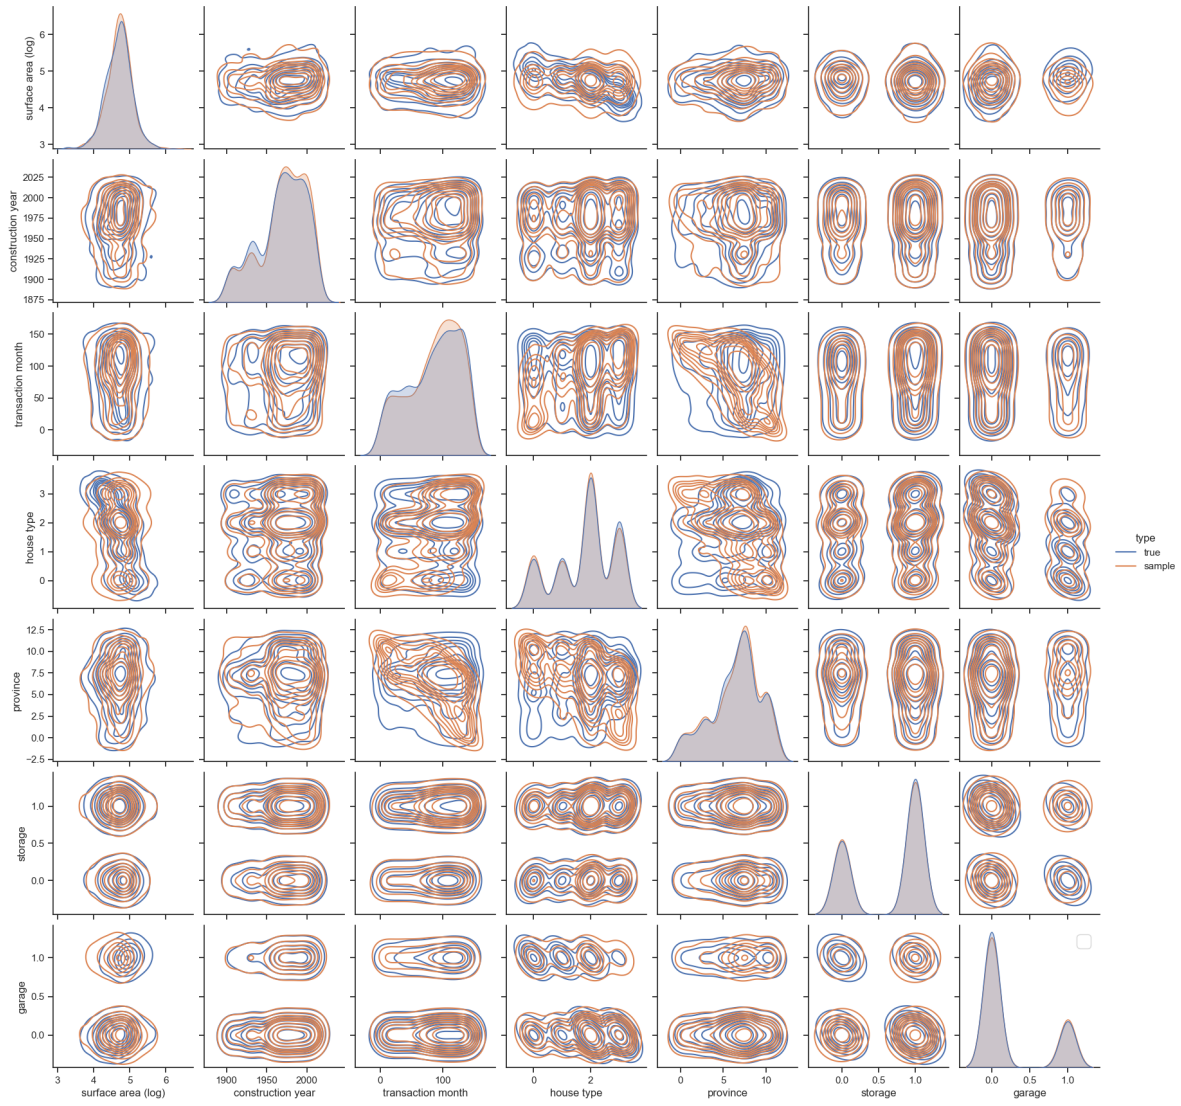 surface area (log)
6
5
4
3
construction year
2025
2000
1975
1950
1925
1900
1875
transaction month
150
100
50
0
house type
3
2
1
0
type
true
sample
province
12.5
10.0
7.5
5.0
2.5
0.0
−2.5
storage
1.0
0.5
0.0
garage
1.0
0.5
0.0
3 4 5 6
1900 1950 2000
0 100
0 2
0 10
0.0 0.5 1.0
0.0 0.5 1.0
surface area (log) construction year transaction month house type province storage garage